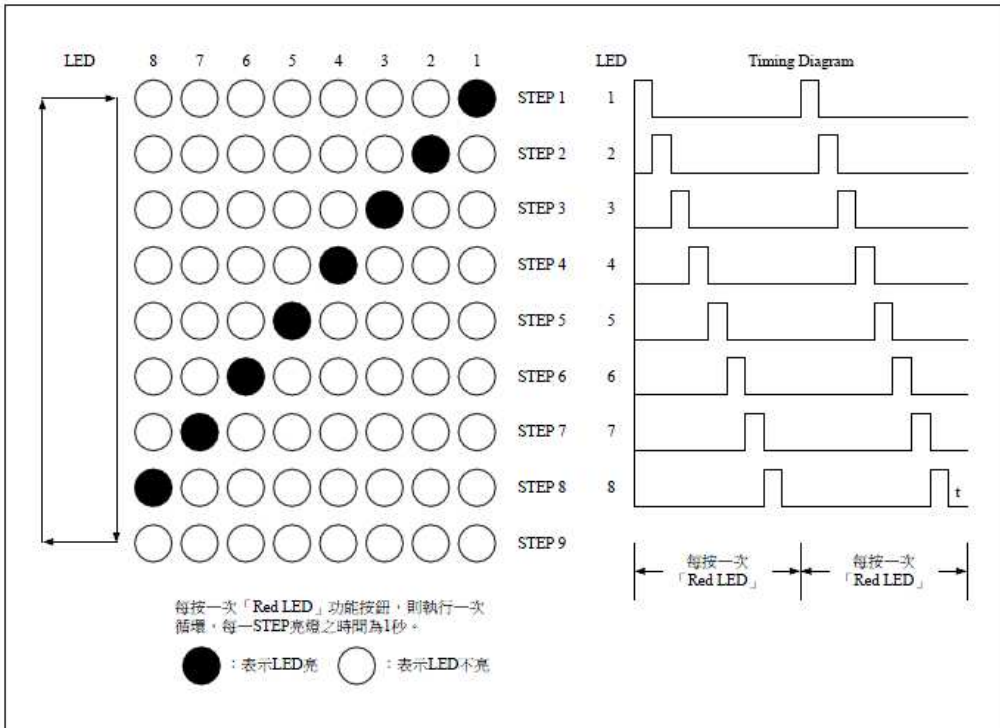 LED 8 7 6 5 4 3 2 1 LED Timing Diagram
STEP 1 1
STEP 2 2
STEP 3 3
STEP 4 4
STEP 5 5
STEP 6 6
STEP 7 7
STEP 8 8 t
STEP 9
每按一次 每按一次
「Red LED」 「Red LED」
每按一次「Red LED」功能按鈕，則執行一次
循環，每一STEP亮燈之時間為1秒。
：表示LED亮 ：表示LED不亮